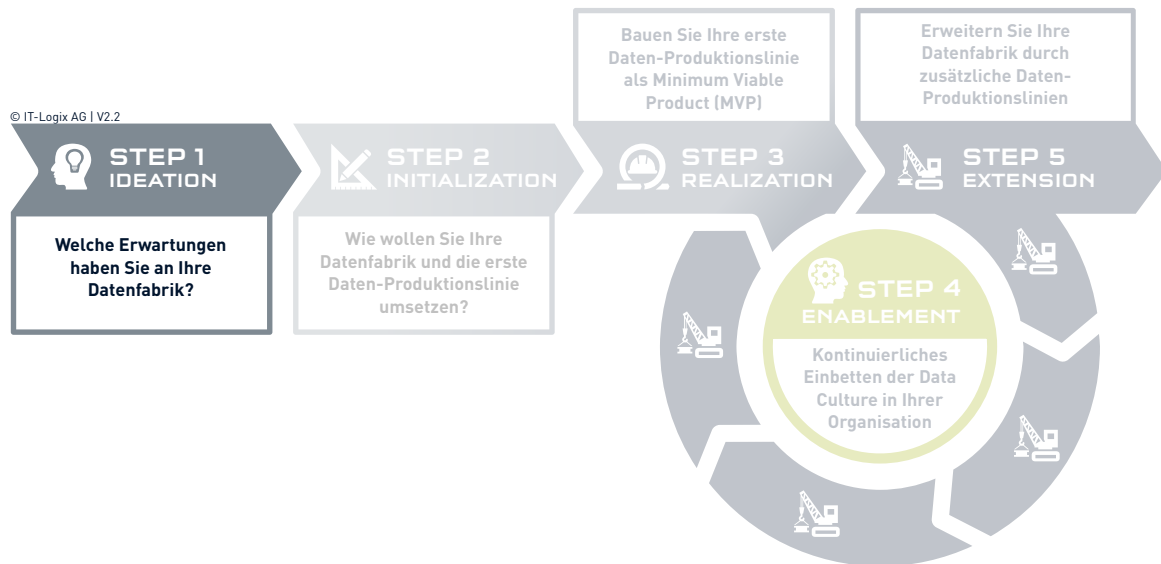 © IT-Logix AG | V2.2
STEP 1
IDEATION
Welche Erwartungen
haben Sie an Ihre
Datenfabrik?
STEP 2
INITIALIZATION
Wie wollen Sie Ihre
Datenfabrik und die erste
Daten-Produktionslinie
umsetzen?
Bauen Sie Ihre erste
Daten-Produktionslinie
als Minimum Viable
Product (MVP)
STEP 3
REALIZATION
Erweitern Sie Ihre
Datenfabrik durch
zusätzliche Daten-
Produktionslinien
STEP 5
EXTENSION
STEP 4
ENABLEMENT
Kontinuierliches
Einbetten der Data
Culture in Ihrer
Organisation